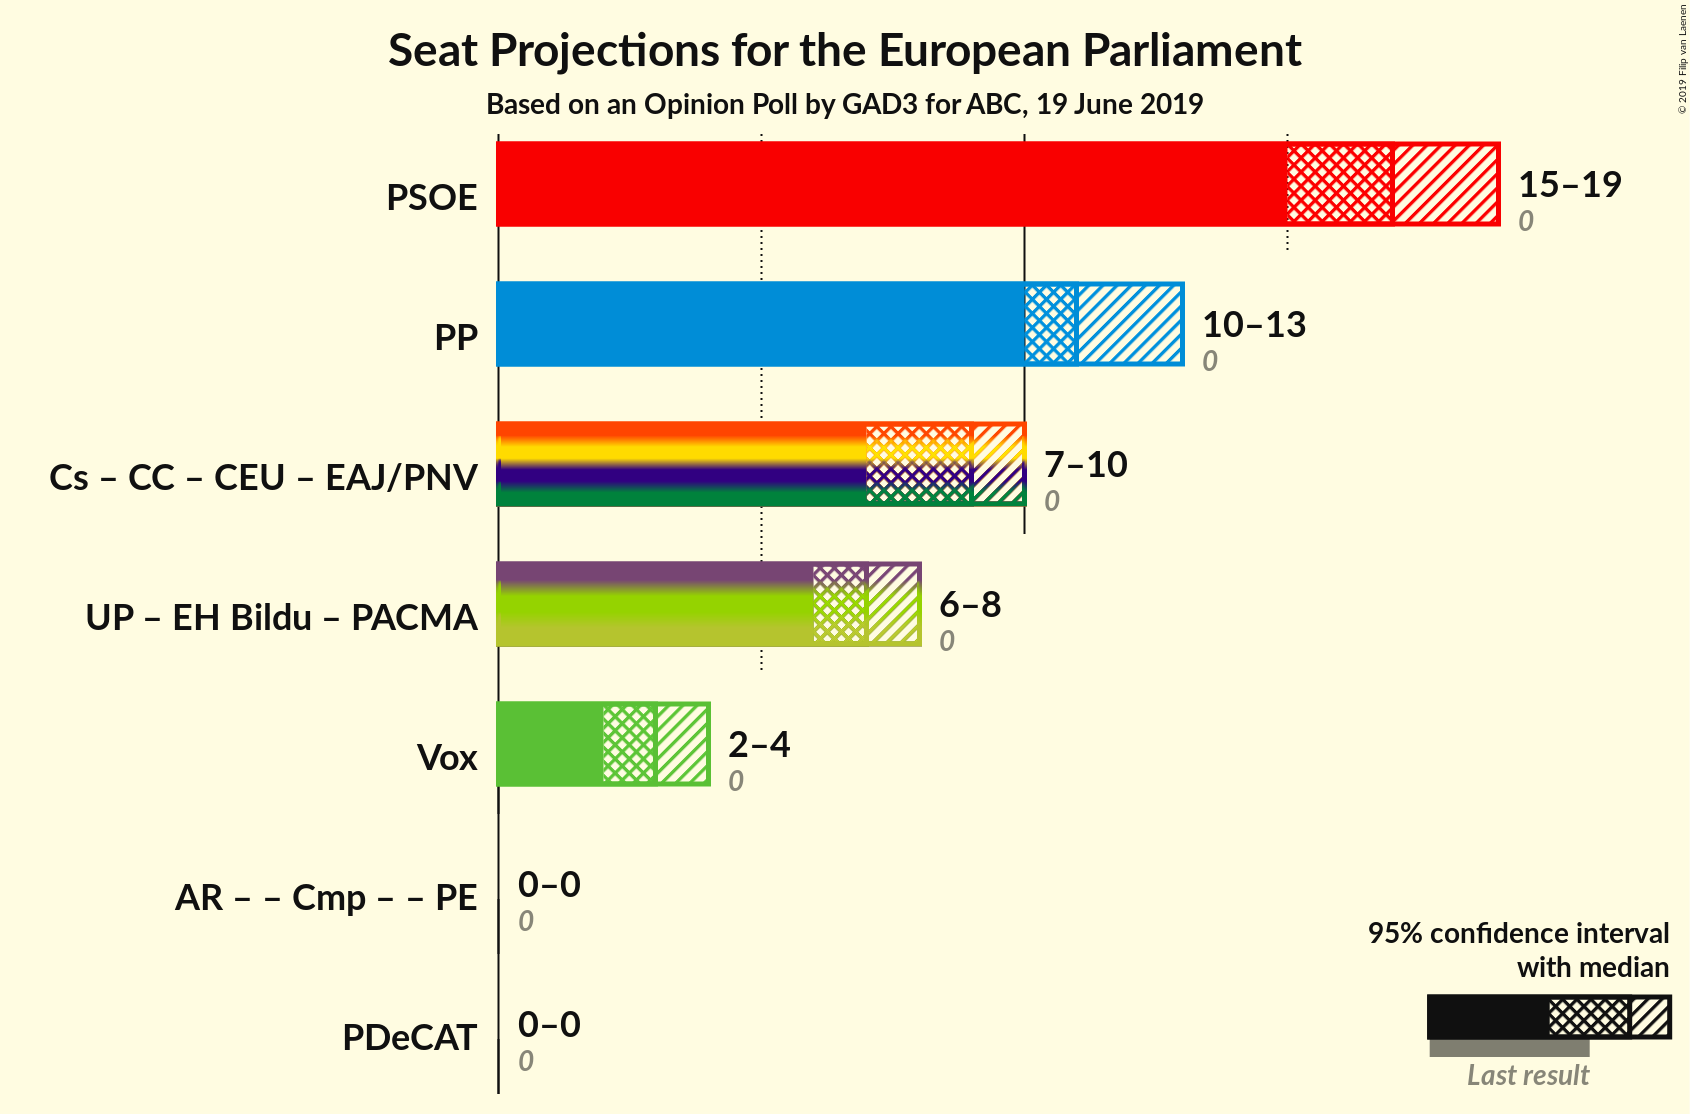 Seat Projections for the European Parliament
Based on an Opinion Poll by GAD3 for ABC, 19 June 2019
© 2019 Filip van Laenen
PSOE
15–19
0
PP
10–13
0
Cs – CC – CEU – EAJ/PNV
7–10
0
UP – EH Bildu – PACMA
6–8
0
Vox
2–4
0
AR – – Cmp – – PE
0–0
0
PDeCAT
0–0
0
95% confidence interval
with median
Last result